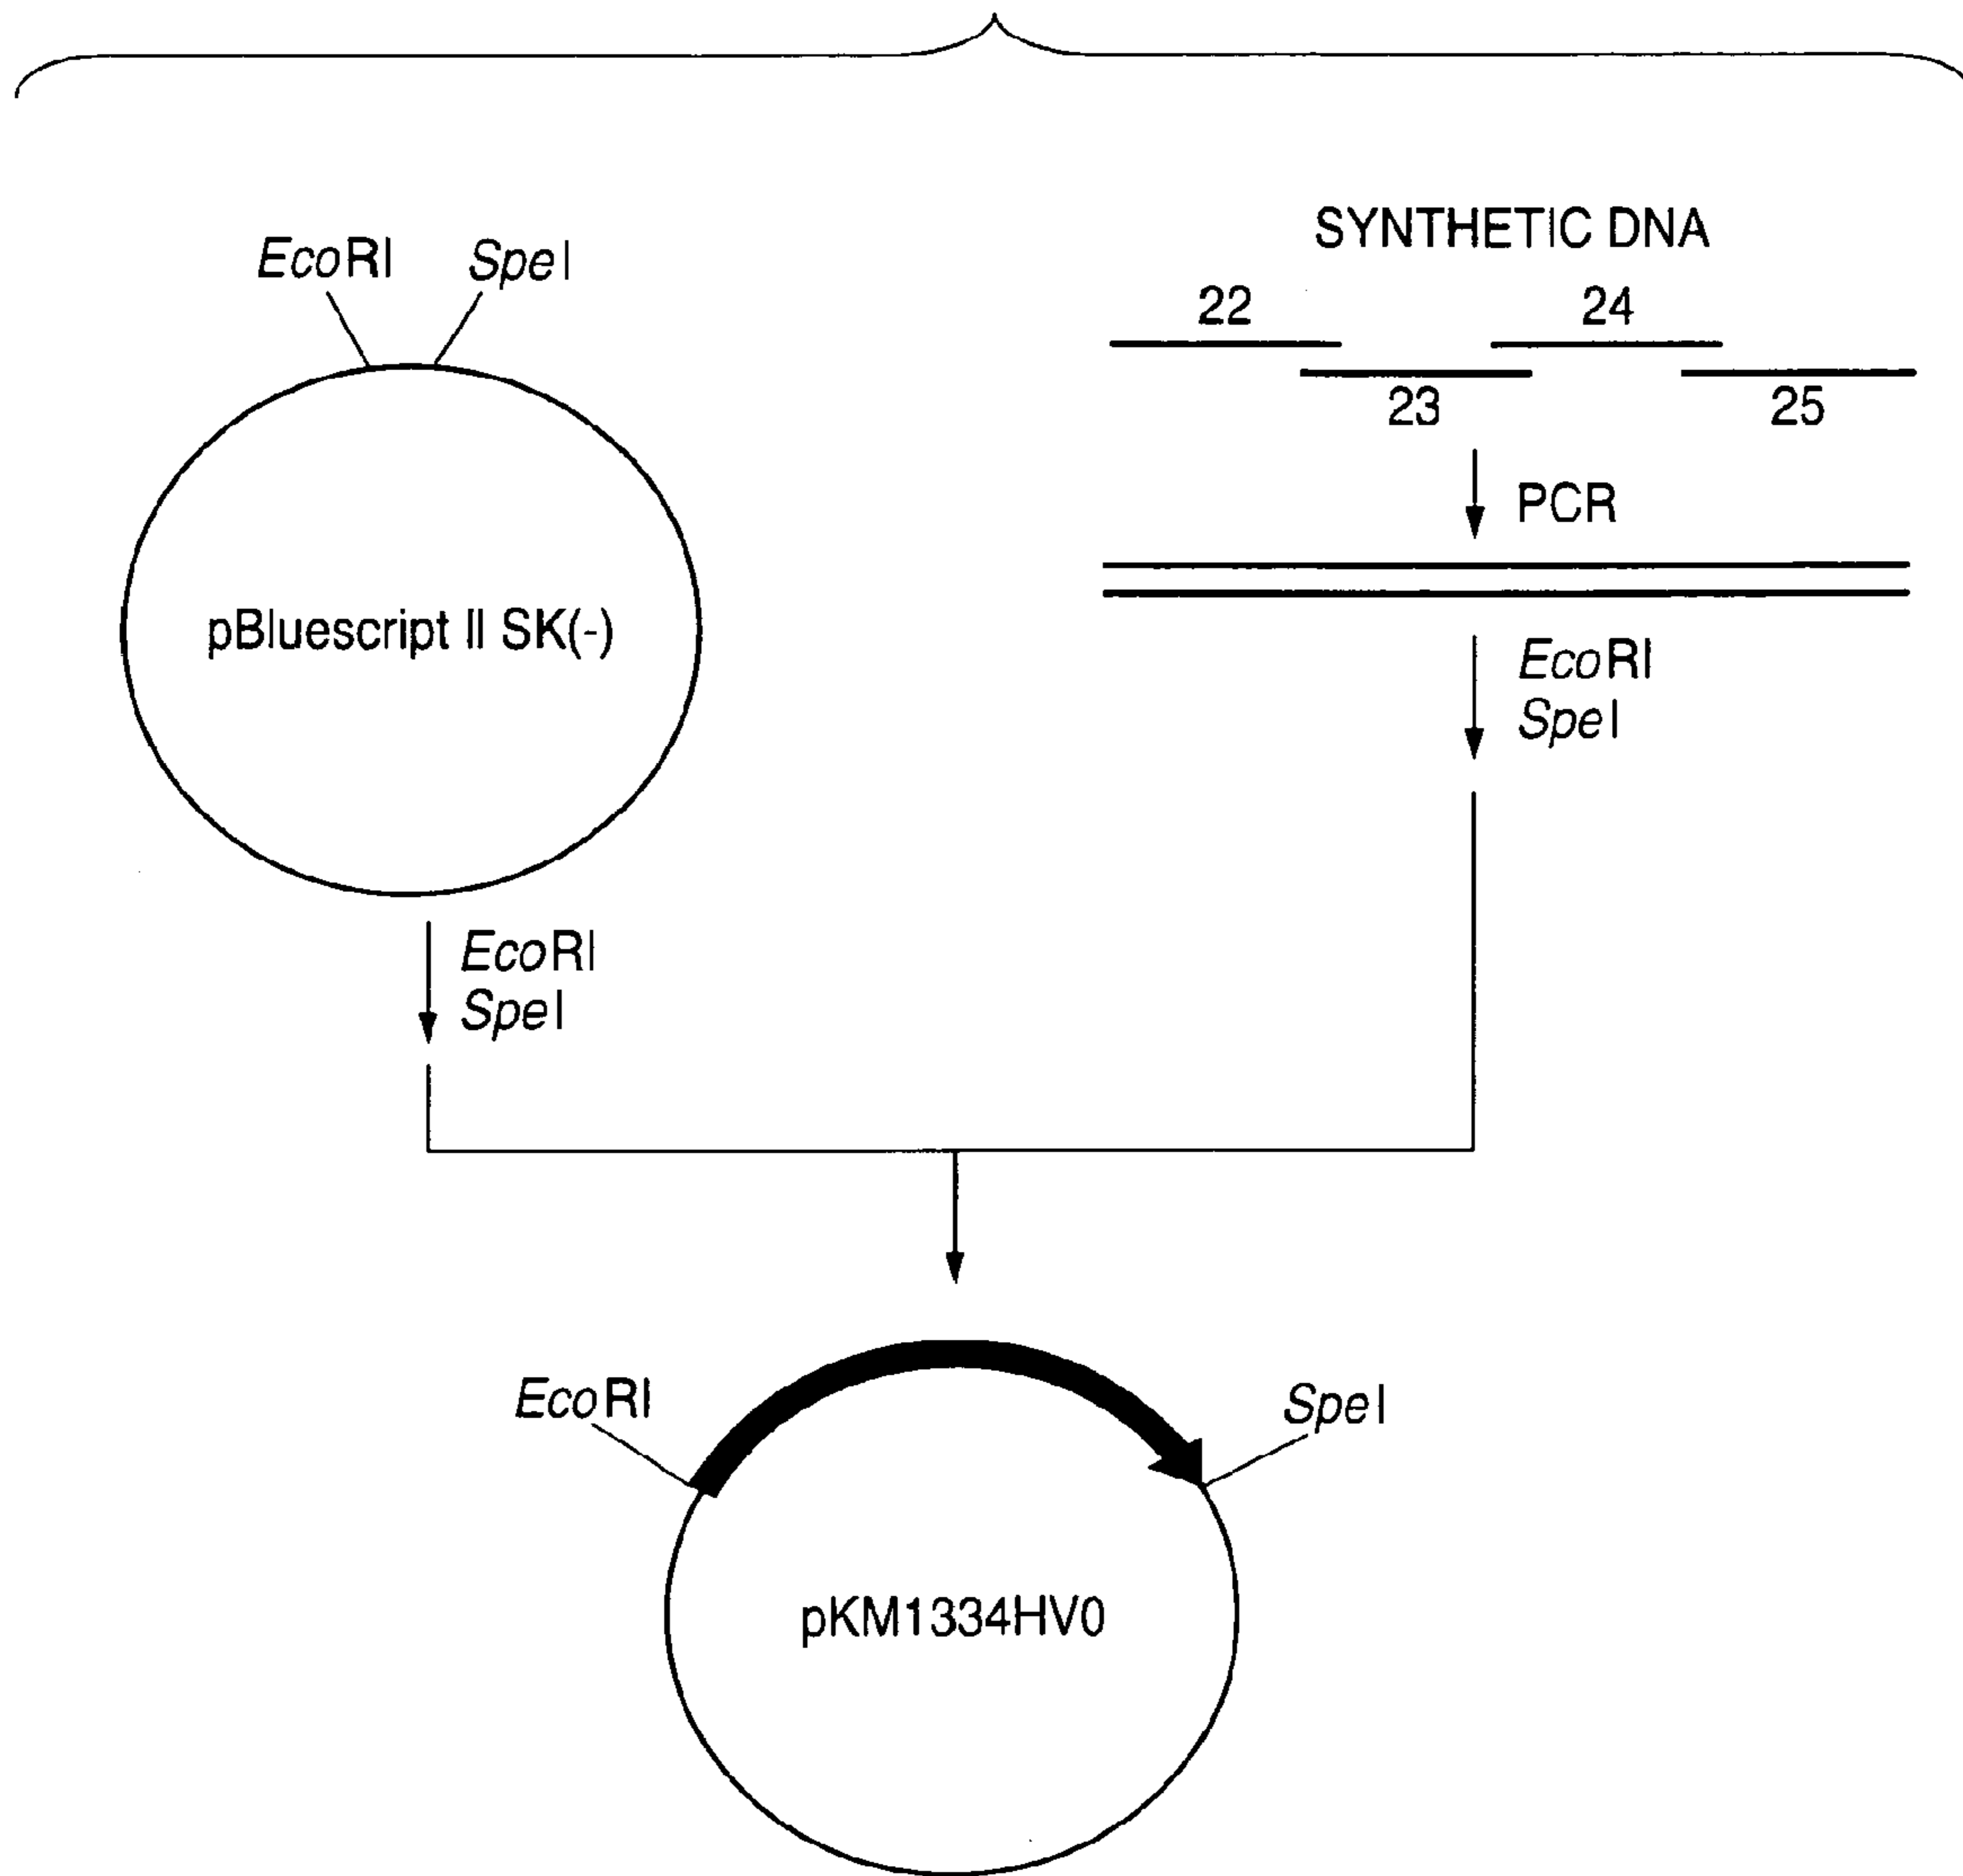 EcoRI SpeI
pBluescript II SK(-)
EcoRI
SpeI
SYNTHETIC DNA
22 24
23 25
PCR
EcoRI
SpeI
EcoRI SpeI
pKM1334HV0